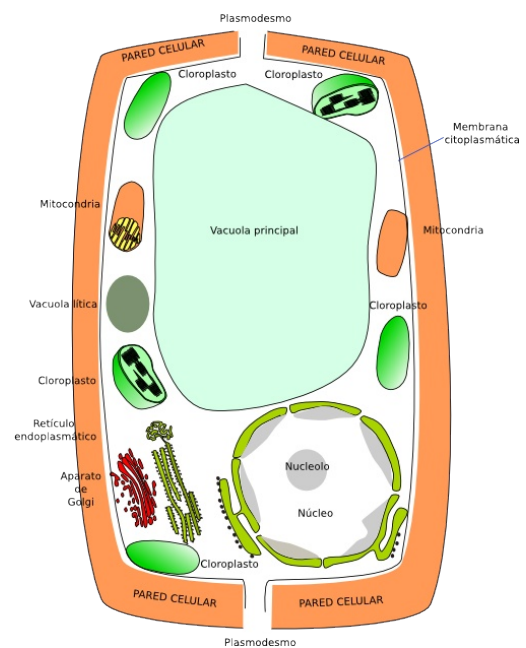 Plasmodesmo
PARED CELULAR
PARED CELULAR
Cloroplasto
Cloroplasto
Membrana
citoplasmática
Mitocondria
Vacuola principal
Mitocondria
Vacuola lítica
Cloroplasto
Cloroplasto
Retículo
endoplasmático
Nucleolo
Aparato
de
Golgi
Núcleo
Cloroplasto
PARED CELULAR
PARED CELULAR
Plasmodesmo